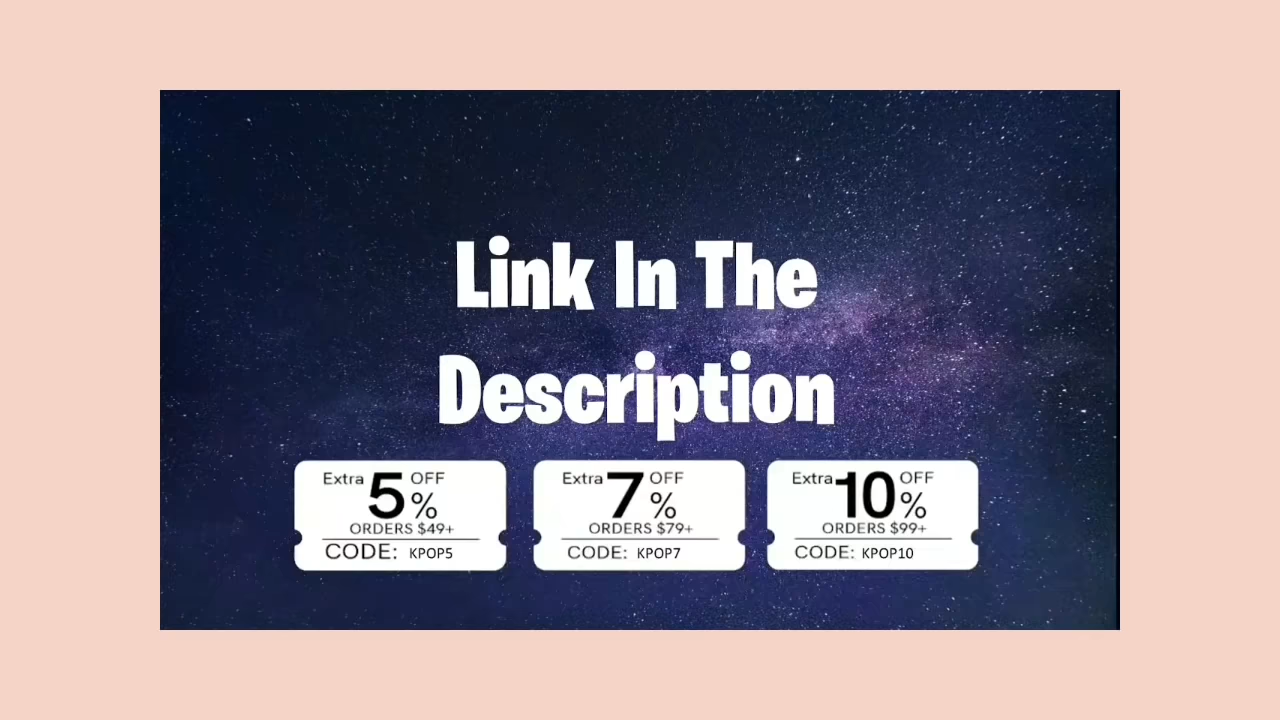 Link In The
Description
Extra 5% OFF
ORDERS $49+
CODE: KPOP5
Extra 7% OFF
ORDERS $79+
CODE: KPOP7
Extra 10% OFF
ORDERS $99+
CODE: KPOP10